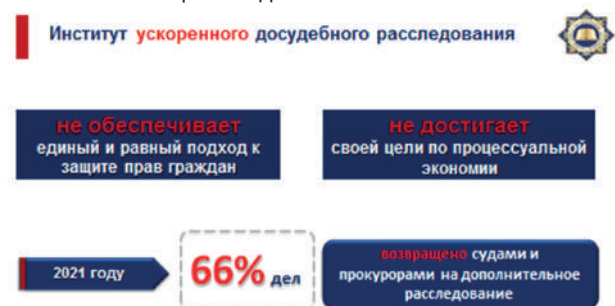 Институт ускоренного досудебного расследования
не обеспечивает
единый и равный подход к
защите прав граждан
не достигает
своей цели по процессуальной
экономии
2021 году
66% дел
возвращено судами и
прокурорами на дополнительное
расследование